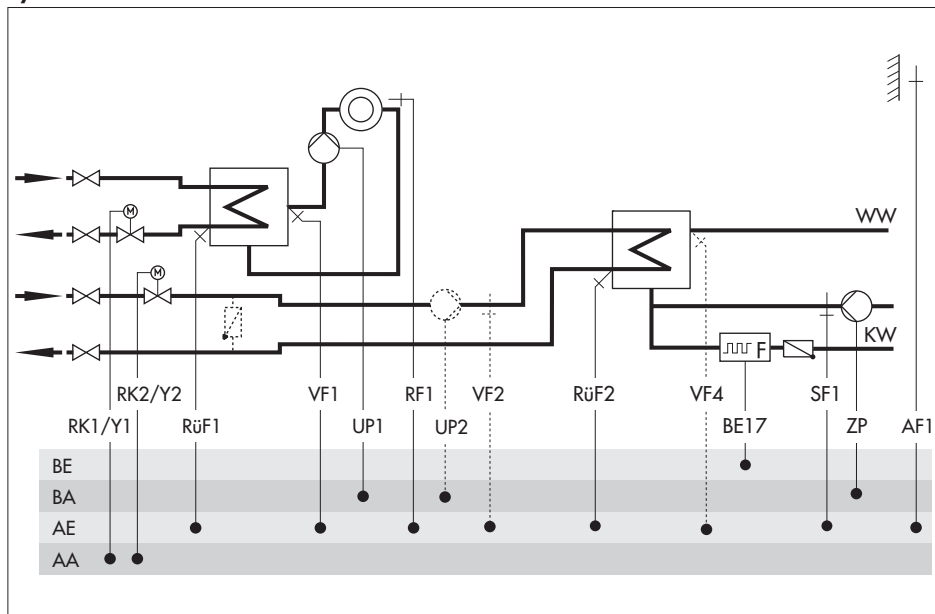 M
WW
M
KW
F
RK2/Y2
VF1
RF1
VF2
RüF2
VF4
SF1
RK1/Y1
RüF1
UP1
UP2
BE17
ZP
AF1
BE
BA
AE
AA